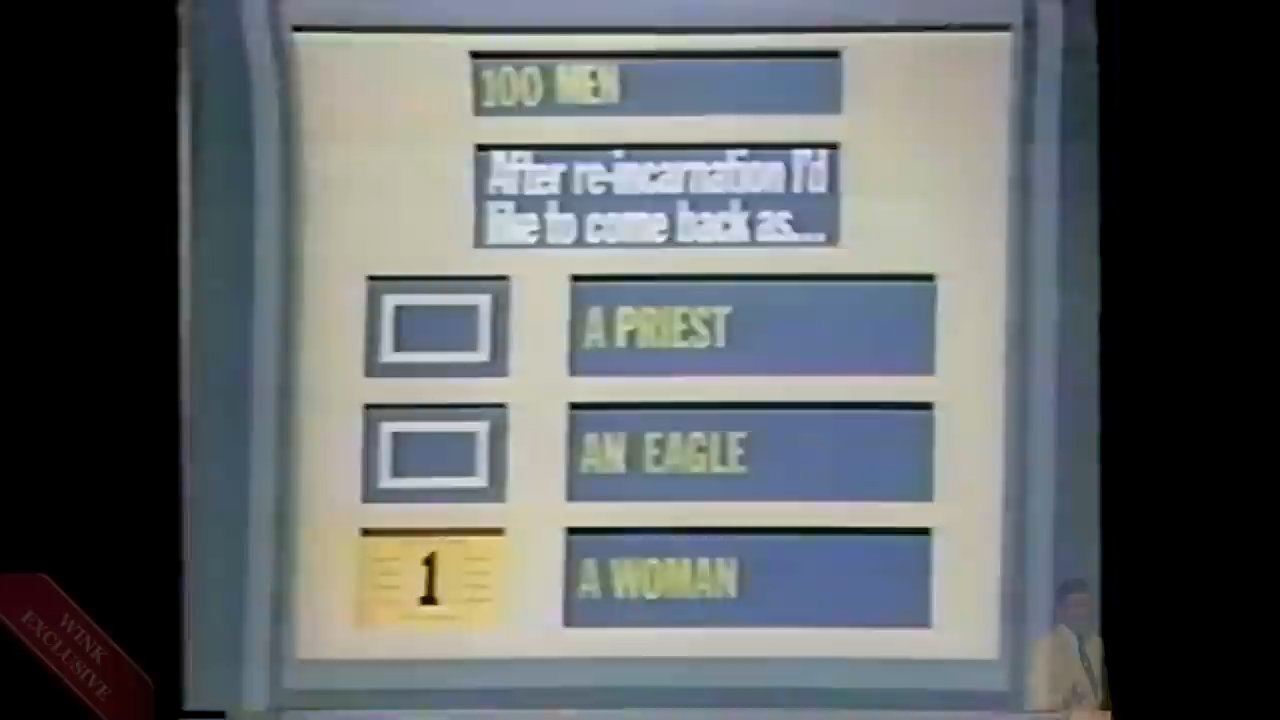 100 MEN
After re-incarnation I'd
like to come back as....
A PRIEST
AN EAGLE
1
A WOMAN
WINK
EXCLUSIVE